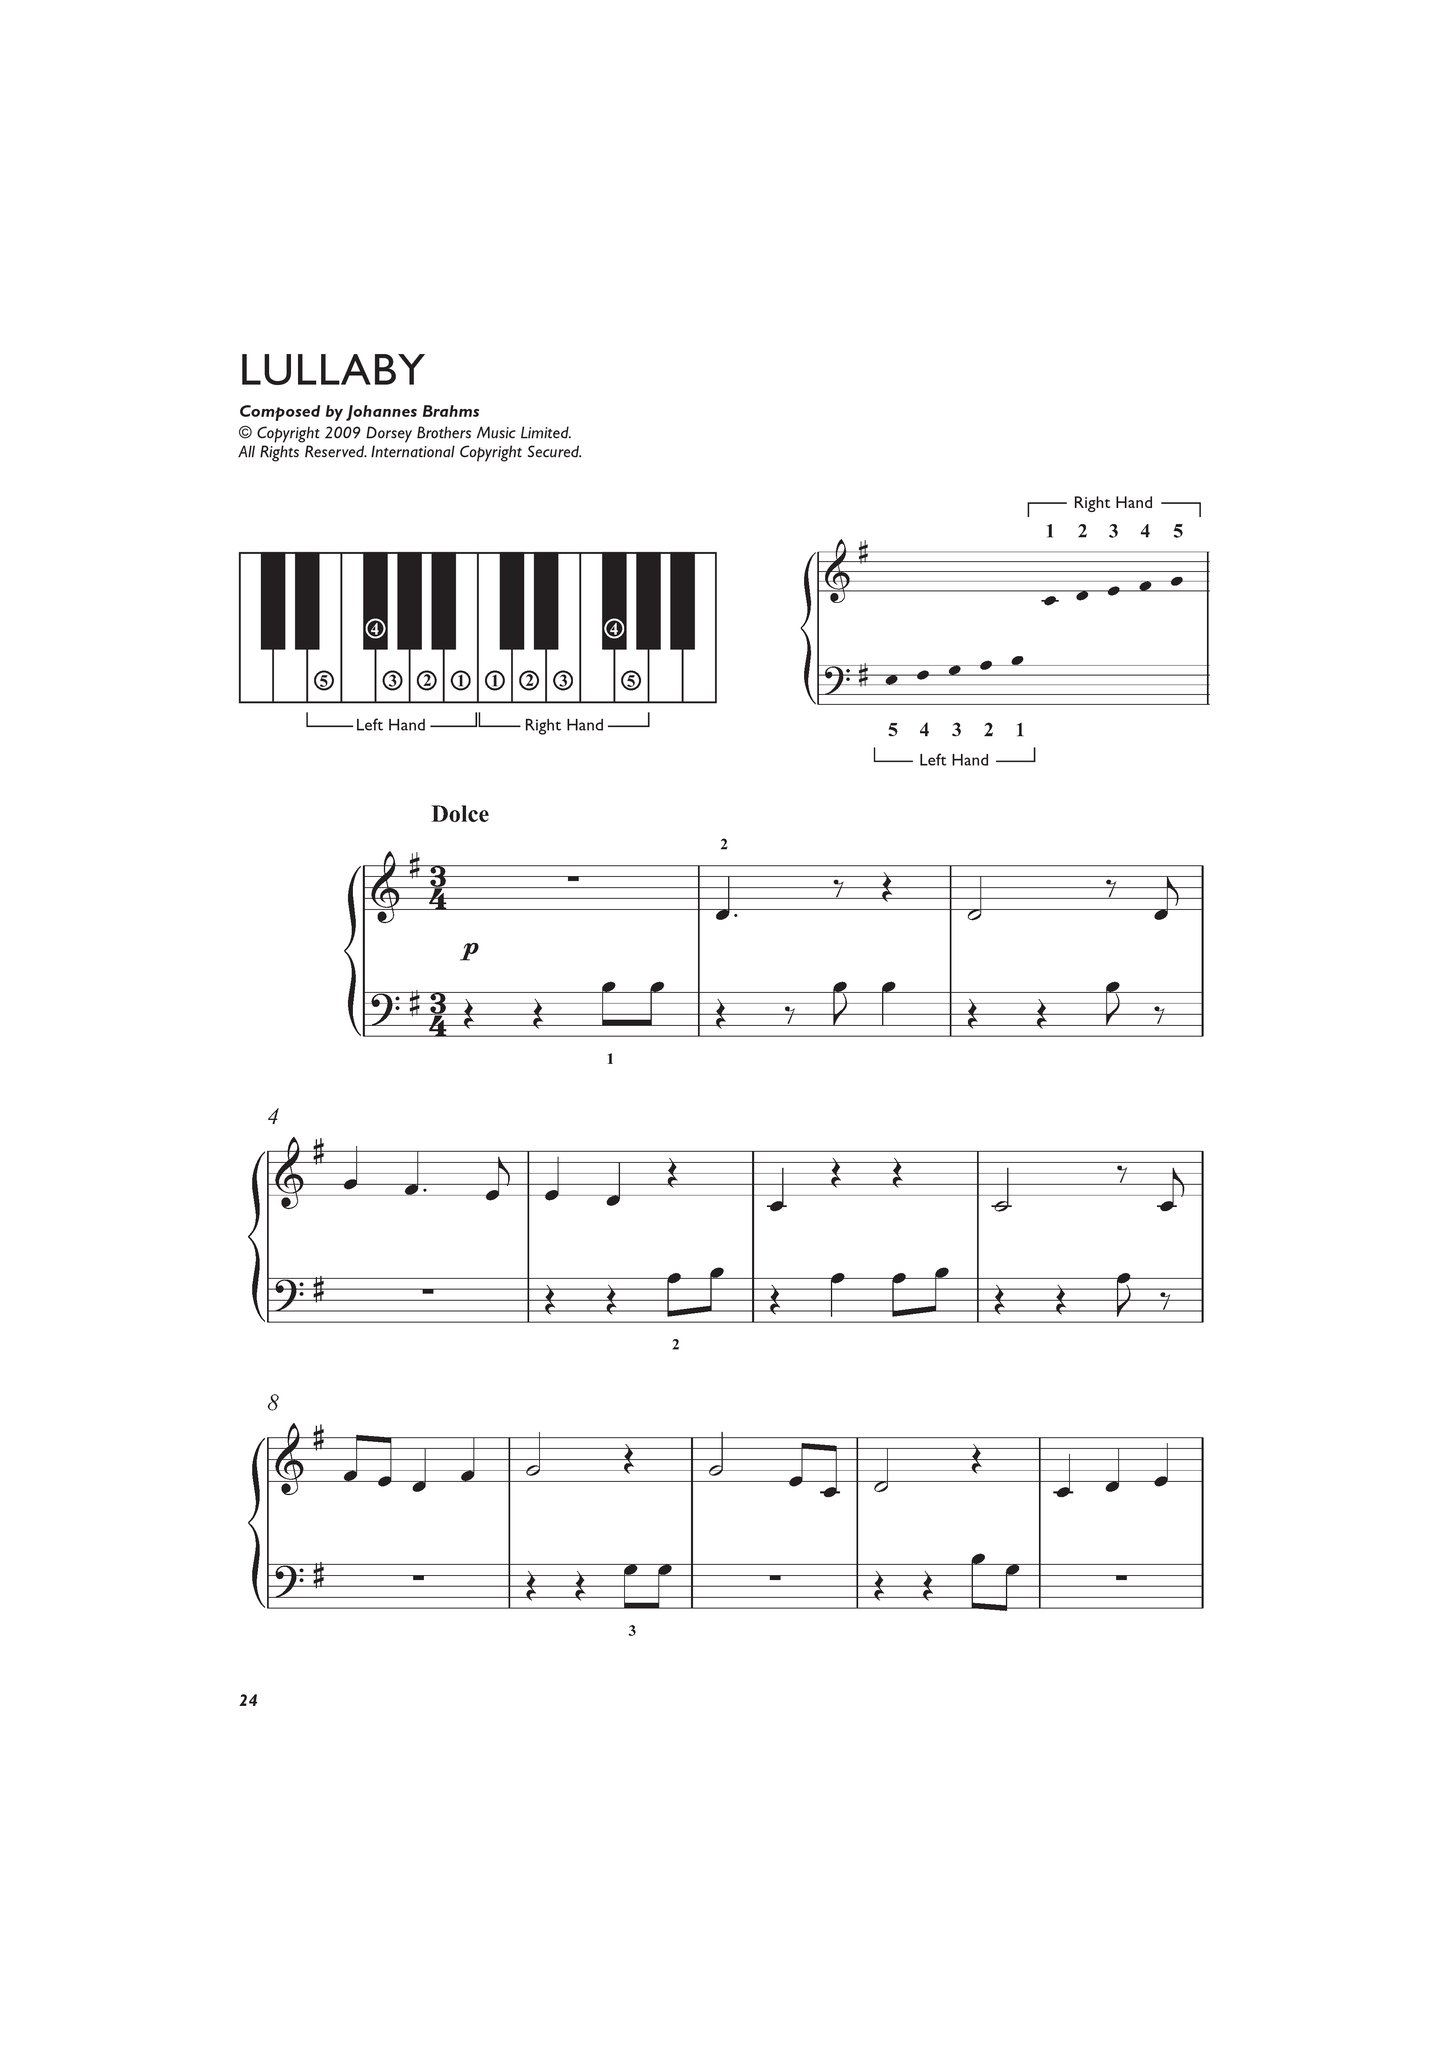 LULLABY
Composed by Johannes Brahms
© Copyright 2009 Dorsey Brothers Music Limited.
All Rights Reserved. International Copyright Secured.
4 4
5 3 2 1 1 2 3 5
Left Hand Right Hand
Right Hand
1 2 3 4 5
5 4 3 2 1
Left Hand
Dolce
2
3
4
p
3
4
1
4
2
8
3
24